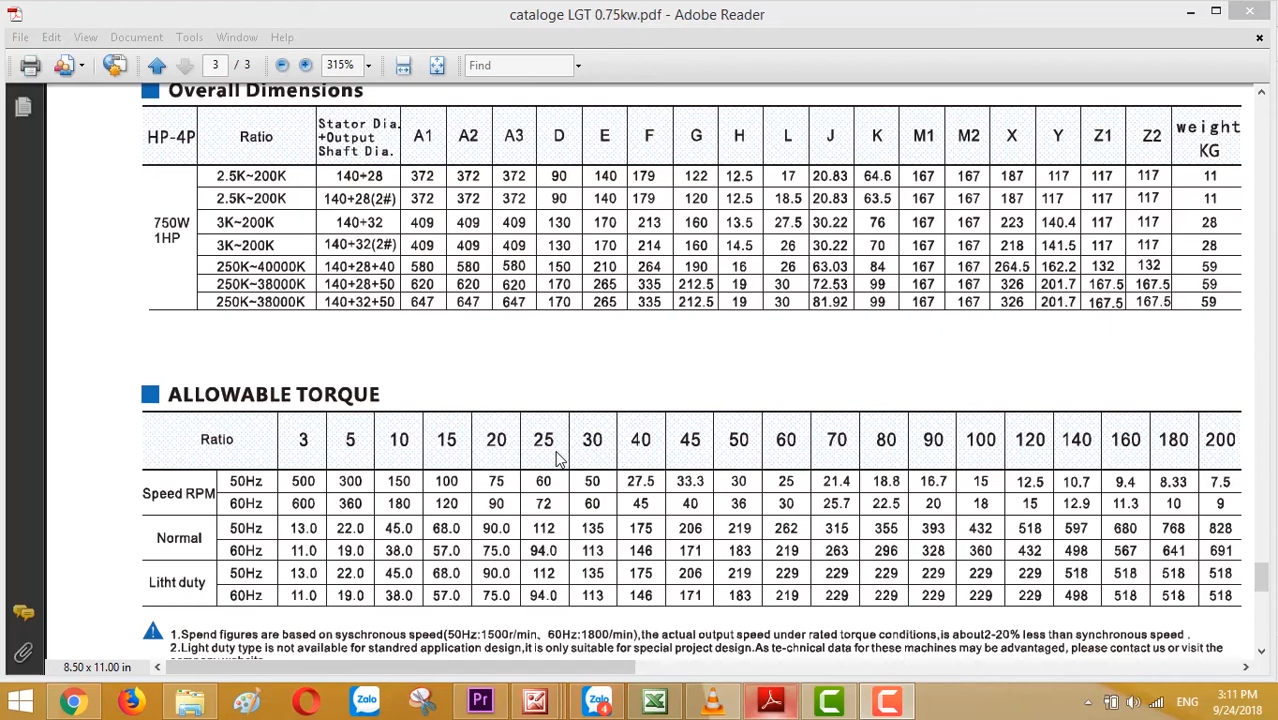 cataloge LGT 0.75kw.pdf - Adobe Reader
File Edit View Document Tools Window Help
3 / 3 315% Find
Overall Dimensions
HP-4P Ratio Stator Dia. +Output Shaft Dia. A1 A2 A3 D E F G H L J K M1 M2 X Y Z1 Z2 weight KG
750W 1HP
2.5K~200K 140+28 372 372 372 90 140 179 122 12.5 17 20.83 64.6 167 167 187 117 117 117 11
2.5K~200K 140+28(2#) 372 372 372 90 140 179 120 12.5 18.5 20.83 63.5 167 167 187 117 117 117 11
3K~200K 140+32 409 409 409 130 170 213 160 13.5 27.5 30.22 76 167 167 223 140.4 117 117 28
3K~200K 140+32(2#) 409 409 409 130 170 214 160 14.5 26 30.22 70 167 167 218 141.5 117 117 28
250K~40000K 140+28+40 580 580 580 150 210 264 190 16 26 63.03 84 167 167 264.5 162.2 132 132 59
250K~38000K 140+28+50 620 620 620 170 265 335 212.5 19 30 72.53 99 167 167 326 201.7 167.5 167.5 59
250K~38000K 140+32+50 647 647 647 170 265 335 212.5 19 30 81.92 99 167 167 326 201.7 167.5 167.5 59
ALLOWABLE TORQUE
Ratio 3 5 10 15 20 25 30 40 45 50 60 70 80 90 100 120 140 160 180 200
Speed RPM 50Hz 500 300 150 100 75 60 50 27.5 33.3 30 25 21.4 18.8 16.7 15 12.5 10.7 9.4 8.33 7.5
60Hz 600 360 180 120 90 72 60 45 40 36 30 25.7 22.5 20 18 15 12.9 11.3 10 9
Normal 50Hz 13.0 22.0 45.0 68.0 90.0 112 135 175 206 219 262 315 355 393 432 518 597 680 768 828
60Hz 11.0 19.0 38.0 57.0 75.0 94.0 113 146 171 183 219 263 296 328 360 432 498 567 641 691
Litht duty 50Hz 13.0 22.0 45.0 68.0 90.0 112 135 175 206 219 229 229 229 229 229 229 518 518 518 518
60Hz 11.0 19.0 38.0 57.0 75.0 94.0 113 146 171 183 219 229 229 229 229 229 498 518 518 518
1.Spend figures are based on syschronous speed(50Hz:1500r/min、60Hz:1800/min),the actual output speed under rated torque conditions,is about2-20% less than synchronous speed .
2.Light duty type is not available for standred application design,it is only suitable for special project design.As te-chnical data for these machines may be advantaged, please contact us or visit the
8.50 x 11.00 in
Zalo Pr Zalo 4 ENG 3:11 PM
9/24/2018